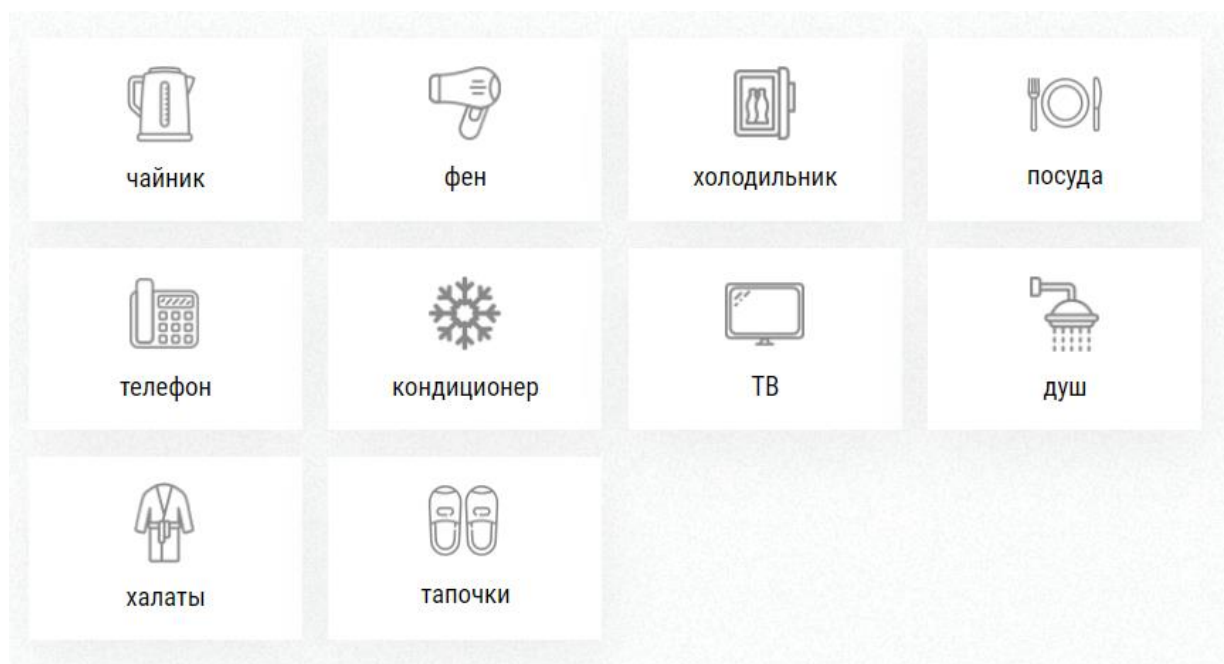 чайник
фен
холодильник
посуда
телефон
кондиционер
ТВ
душ
халаты
тапочки